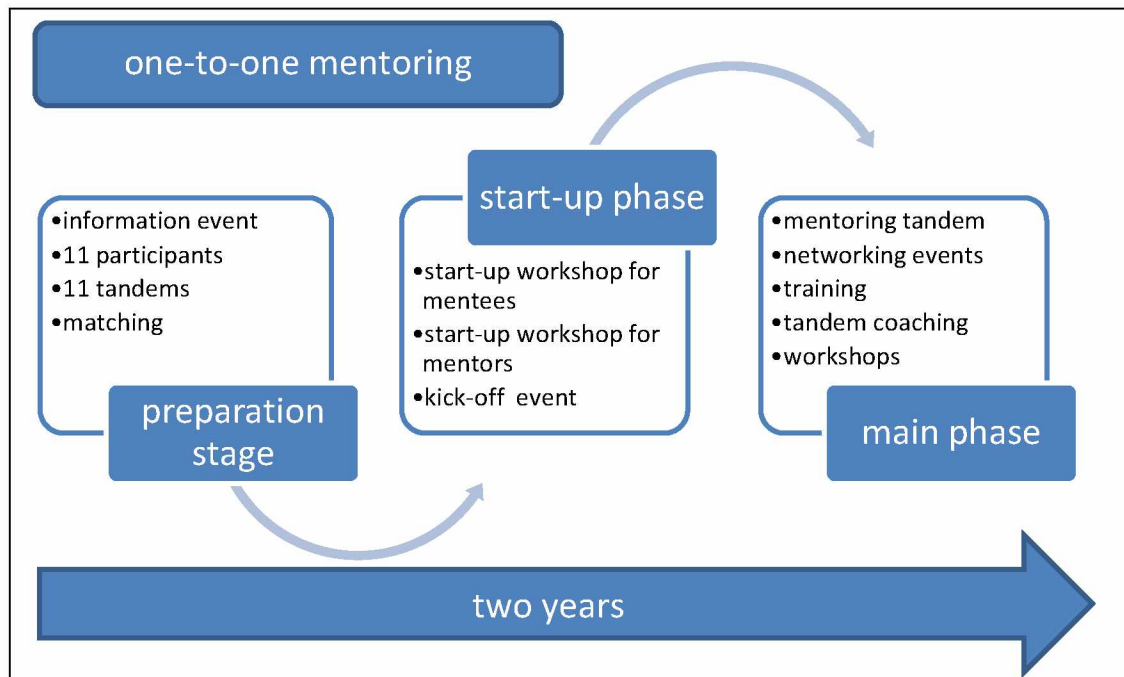 one-to-one mentoring
•information event
•11 participants
•11 tandems
•matching
preparation
stage
start-up phase
•start-up workshop for
mentees
•start-up workshop for
mentors
•kick-off event
•mentoring tandem
•networking events
•training
•tandem coaching
•workshops
main phase
two years